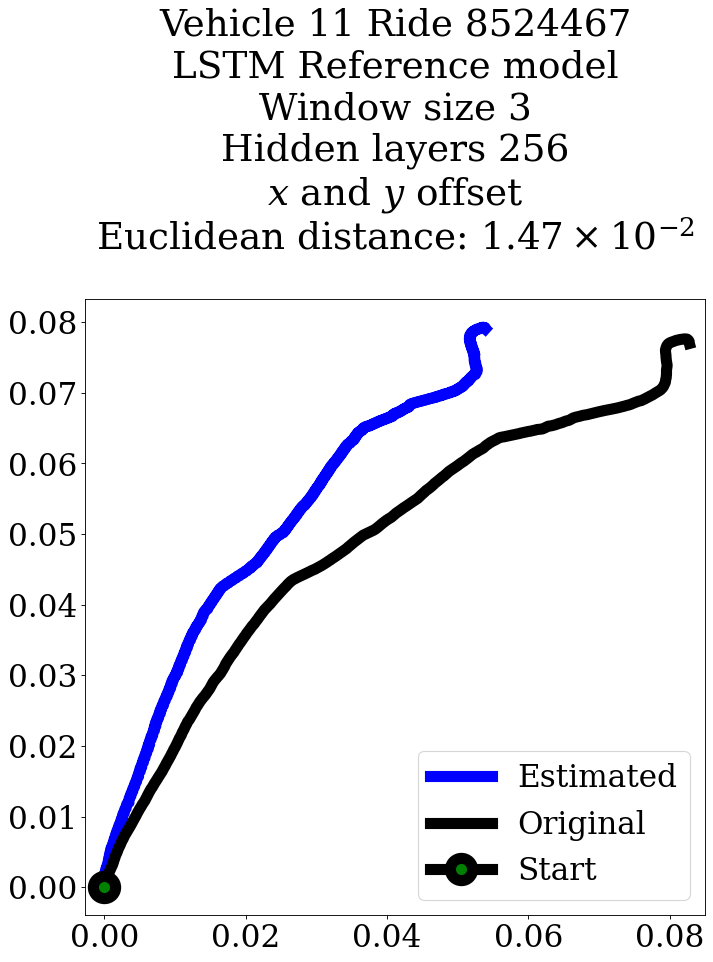 Vehicle 11 Ride 8524467
LSTM Reference model
Window size 3
Hidden layers 256
x and y offset
Euclidean distance: 1.47 × 10⁻²
0.08
0.07
0.06
0.05
0.04
0.03
0.02
0.01
0.00
Estimated
Original
Start
0.00 0.02 0.04 0.06 0.08